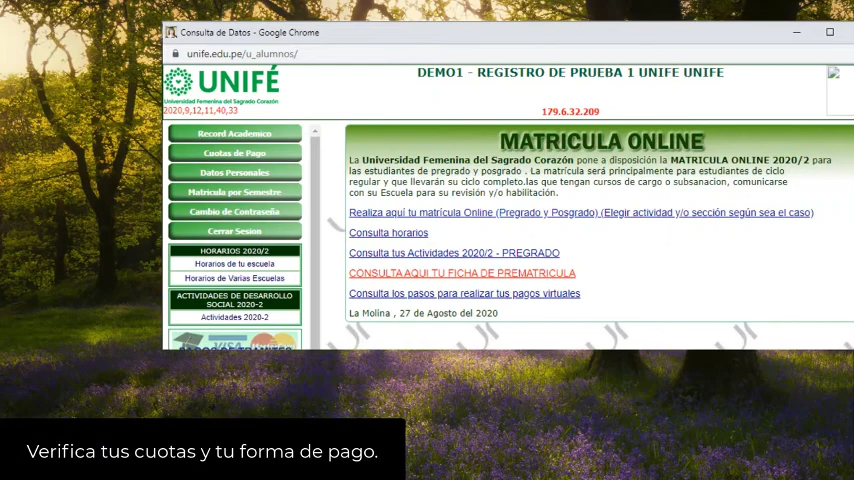 Consulta de Datos - Google Chrome
unife.edu.pe/u_alumnos/
UNIFÉ
Universidad Femenina del Sagrado Corazón
2020,9,12,11,40,33
DEMO1 - REGISTRO DE PRUEBA 1 UNIFE UNIFE
179.6.32.209
Record Academico
Cuotas de Pago
Datos Personales
Matricula por Semestre
Cambio de Contraseña
Cerrar Sesion
HORARIOS 2020/2
Horarios de tu escuela
Horarios de Varias Escuelas
ACTIVIDADES DE DESARROLLO
SOCIAL 2020-2
Actividades 2020-2
VISA
MATRICULA ONLINE
La Universidad Femenina del Sagrado Corazón pone a disposición la MATRICULA ONLINE 2020/2 para
las estudiantes de pregrado y posgrado . La matrícula será principalmente para estudiantes de ciclo
regular y que llevarán su ciclo completo.las que tengan cursos de cargo o subsanacion, comunicarse
con su Escuela para su revisión y/o habilitación.
Realiza aquí tu matrícula Online (Pregrado y Posgrado) (Elegir actividad y/o sección según sea el caso)
Consulta horarios
Consulta tus Actividades 2020/2 - PREGRADO
CONSULTA AQUI TU FICHA DE PREMATRICULA
Consulta los pasos para realizar tus pagos virtuales
La Molina , 27 de Agosto del 2020
Verifica tus cuotas y tu forma de pago.